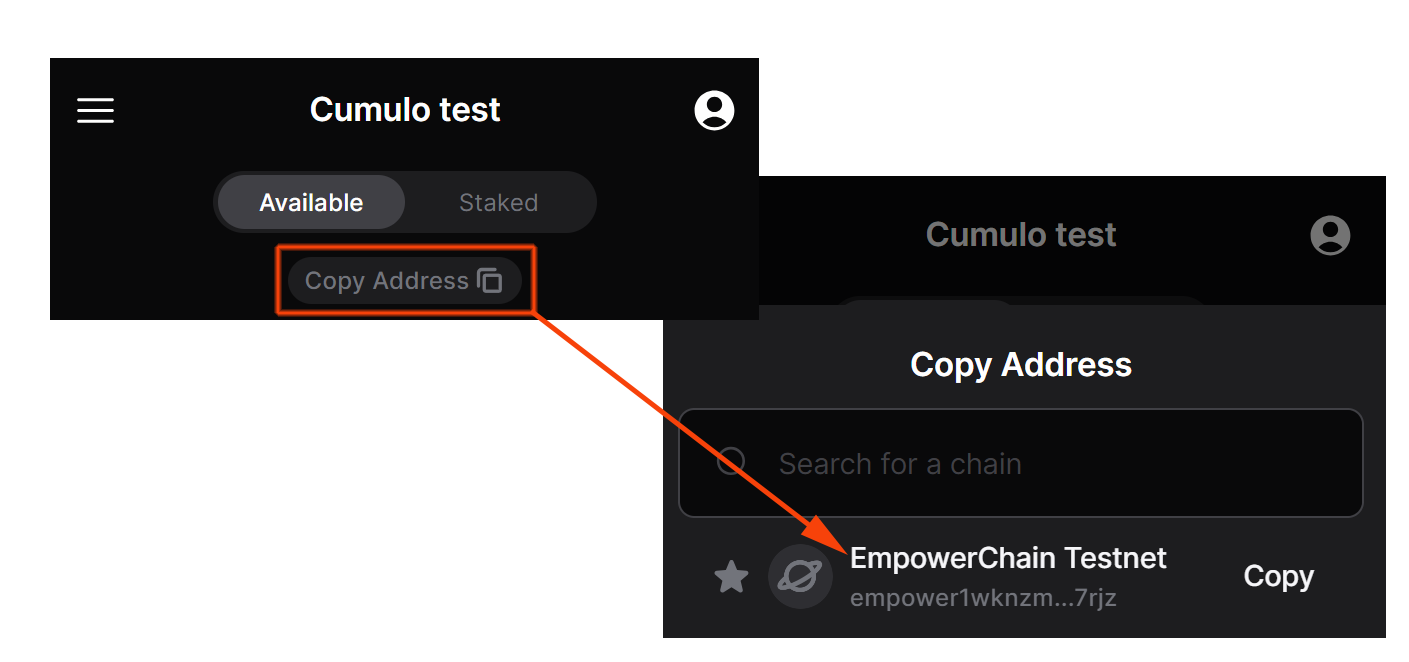 Cumulo test
Available
Staked
Copy Address
Cumulo test
Copy Address
Search for a chain
EmpowerChain Testnet
empower1wknzm...7rjz
Copy